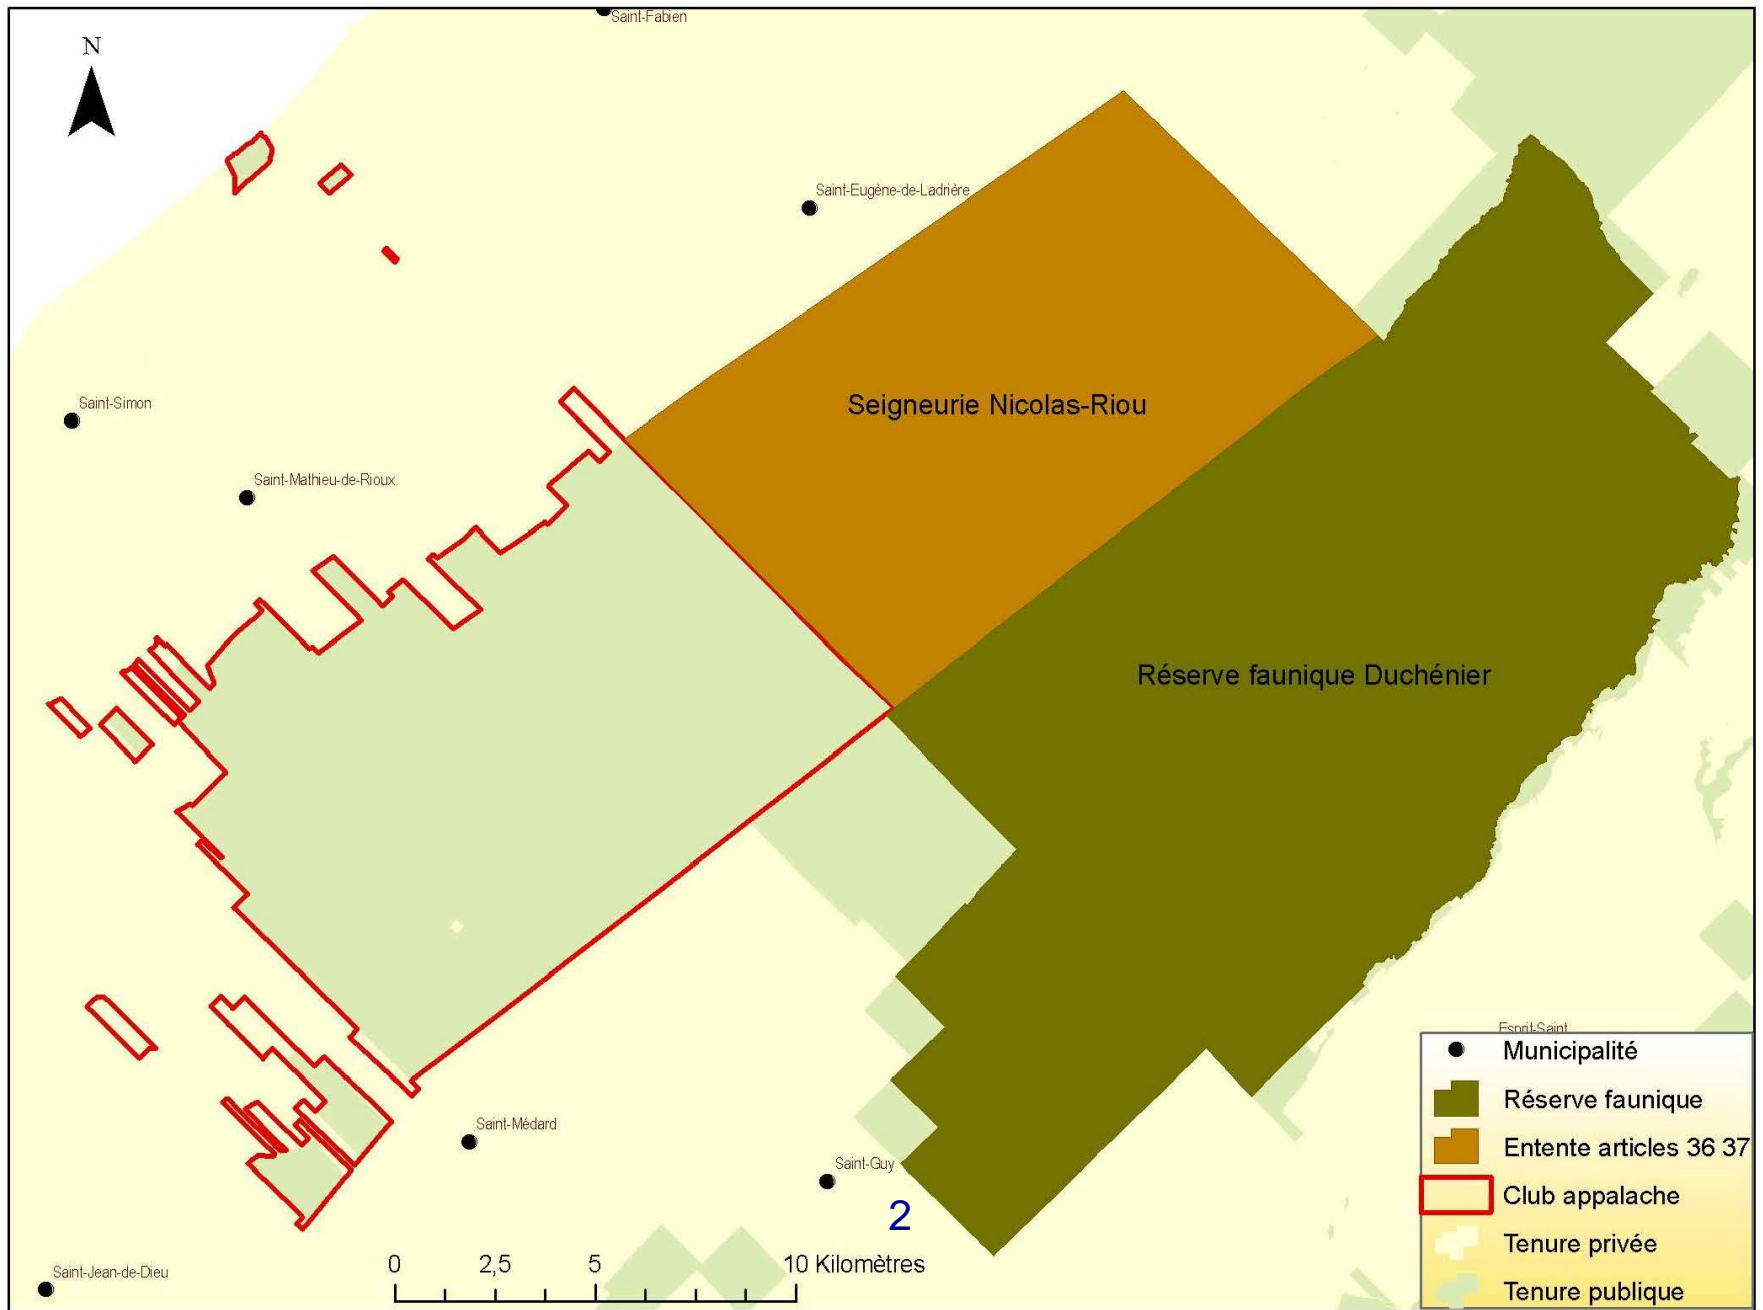 Saint-Fabien
N
Saint-Eugène-de-Ladrière
Saint-Simon
Seigneurie Nicolas-Riou
Saint-Mathieu-de-Rioux
Réserve faunique Duchénier
Esprit-Saint
Municipalité
Réserve faunique
Entente articles 36 37
Club appalache
Tenure privée
Tenure publique
Saint-Médard
Saint-Guy
2
0 2,5 5 10 Kilomètres
Saint-Jean-de-Dieu